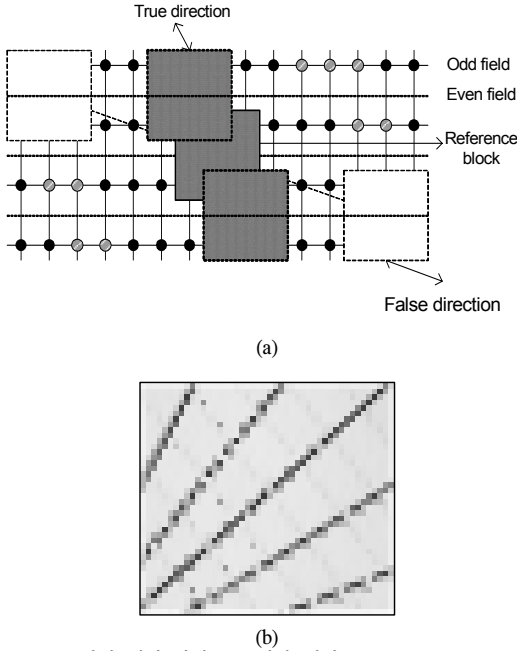 True direction
Odd field
Even field
Reference
block
False direction
(a)
(b)